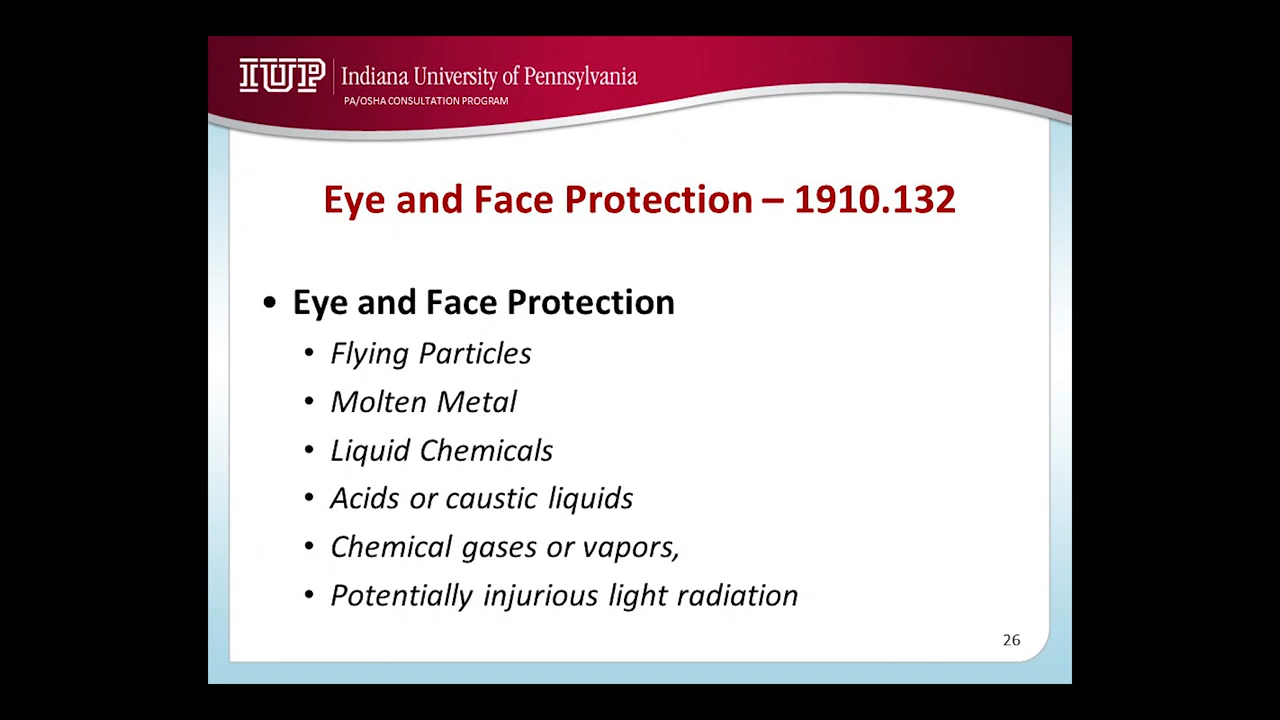 IUP Indiana University of Pennsylvania
PA/OSHA CONSULTATION PROGRAM
Eye and Face Protection – 1910.132
• Eye and Face Protection
• Flying Particles
• Molten Metal
• Liquid Chemicals
• Acids or caustic liquids
• Chemical gases or vapors,
• Potentially injurious light radiation
26